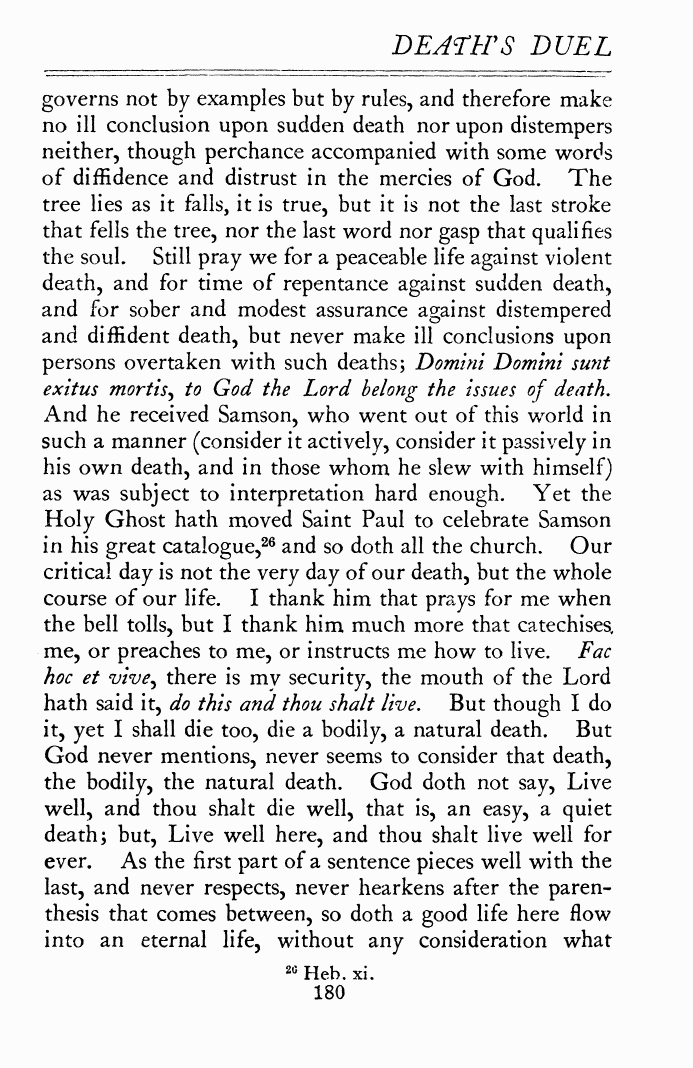 DEATH'S DUEL
governs not by examples but by rules, and therefore make
no ill conclusion upon sudden death nor upon distempers
neither, though perchance accompanied with some words
of diffidence and distrust in the mercies of God. The
tree lies as it falls, it is true, but it is not the last stroke
that fells the tree, nor the last word nor gasp that qualifies
the soul. Still pray we for a peaceable life against violent
death, and for time of repentance against sudden death,
and for sober and modest assurance against distempered
and diffident death, but never make ill conclusions upon
persons overtaken with such deaths; Domini Domini sunt
exitus mortis, to God the Lord belong the issues of death.
And he received Samson, who went out of this world in
such a manner (consider it actively, consider it passively in
his own death, and in those whom he slew with himself)
as was subject to interpretation hard enough. Yet the
Holy Ghost hath moved Saint Paul to celebrate Samson
in his great catalogue,²⁶ and so doth all the church. Our
critical day is not the very day of our death, but the whole
course of our life. I thank him that prays for me when
the bell tolls, but I thank him much more that catechises
me, or preaches to me, or instructs me how to live. Fac
hoc et vive, there is my security, the mouth of the Lord
hath said it, do this and thou shalt live. But though I do
it, yet I shall die too, die a bodily, a natural death. But
God never mentions, never seems to consider that death,
the bodily, the natural death. God doth not say, Live
well, and thou shalt die well, that is, an easy, a quiet
death; but, Live well here, and thou shalt live well for
ever. As the first part of a sentence pieces well with the
last, and never respects, never hearkens after the paren-
thesis that comes between, so doth a good life here flow
into an eternal life, without any consideration what
²⁶ Heb. xi.
180